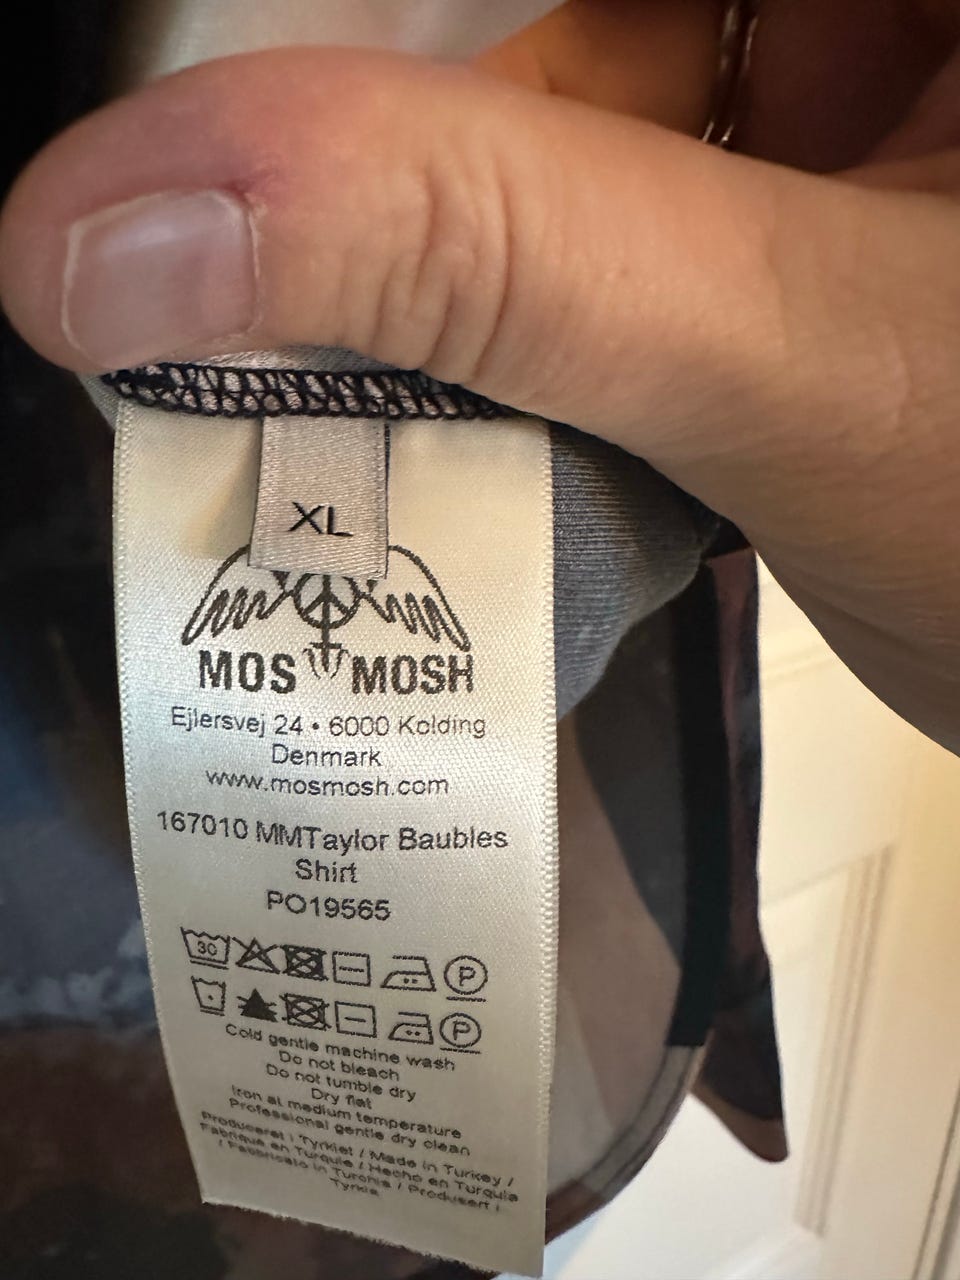 XL
MOS MOSH
Ejlersvej 24 • 6000 Kolding
Denmark
www.mosmosh.com
167010 MMTaylor Baubles
Shirt
PO19565
30 P
P
Cold gentle machine wash
Do not bleach
Do not tumble dry
Dry flat
Iron at medium temperature
Professional gentle dry clean
Produceret i Tyrkiet / Made in Turkey /
Fabriqué en Turquie / Hecho en Turquía
/ Fabbricato in Turchia / Produsert i
Tyrkia